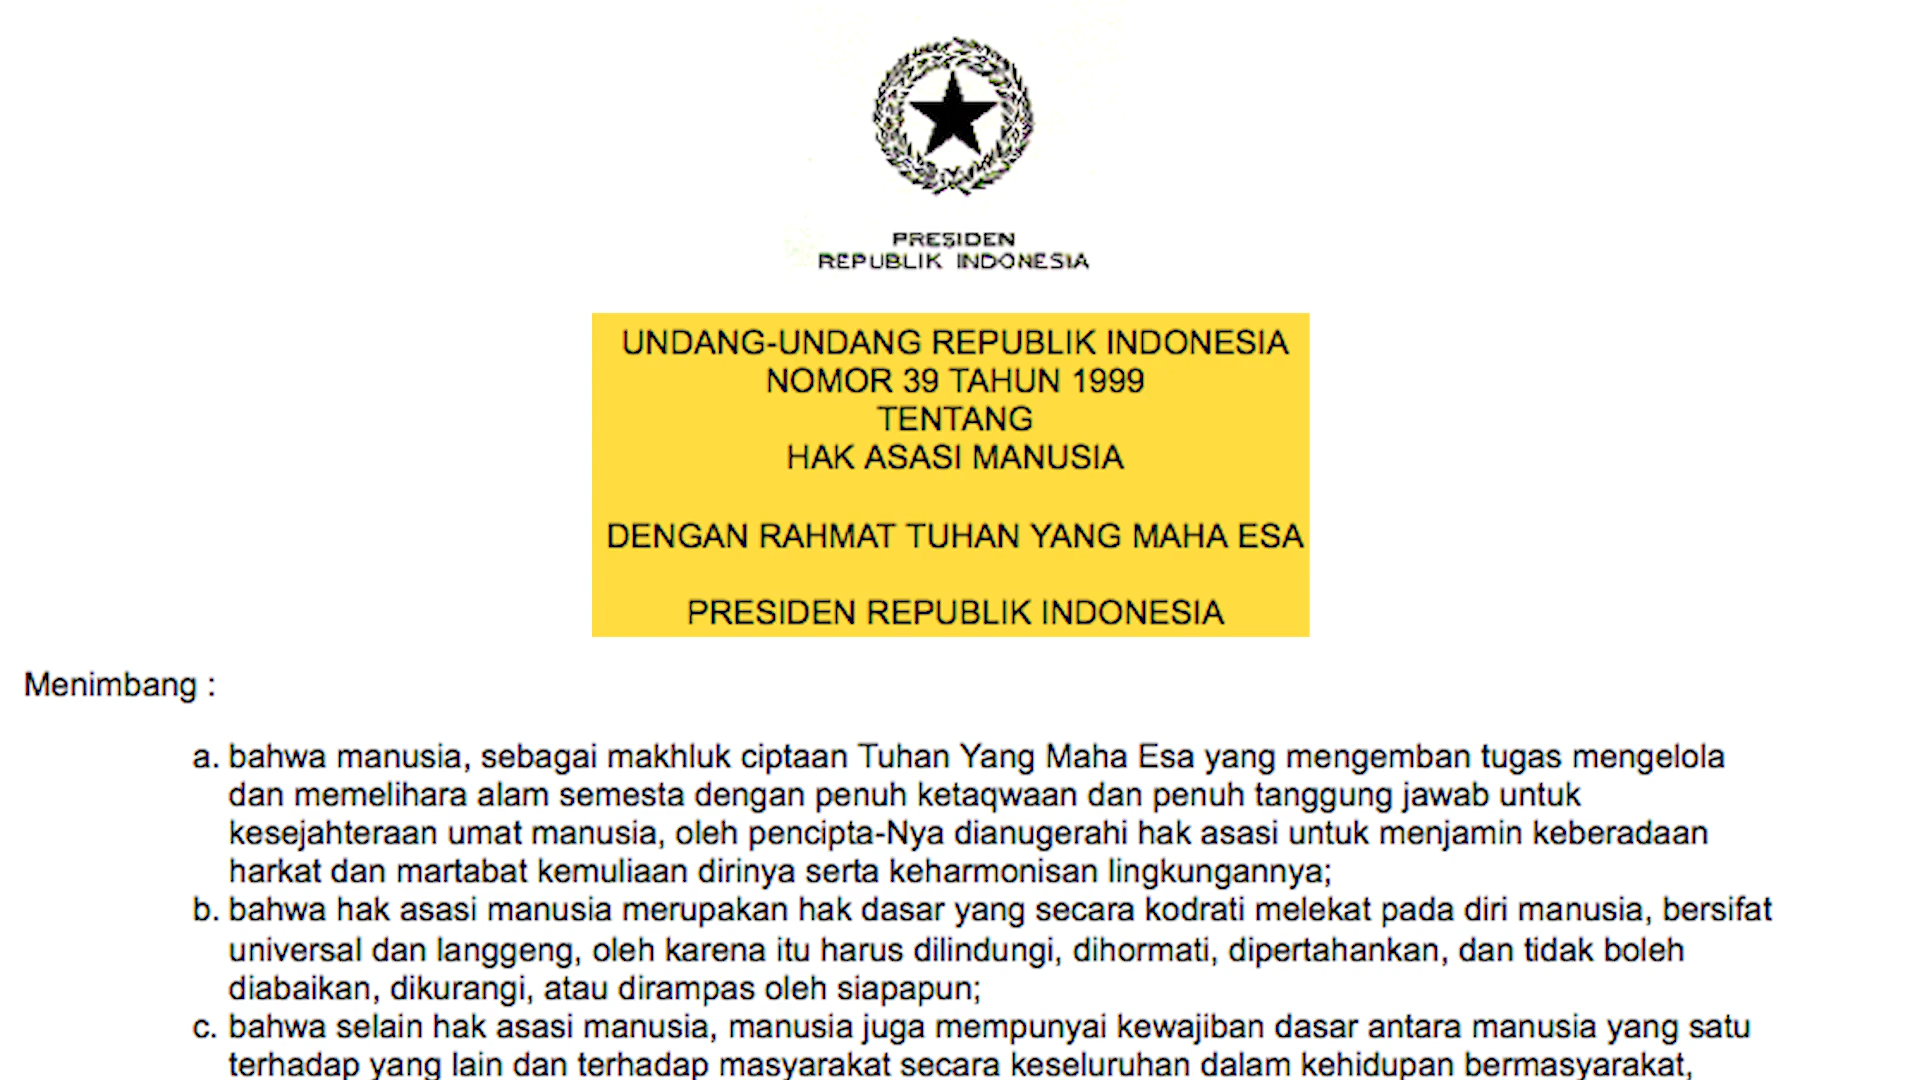 PRESIDEN
REPUBLIK INDONESIA
UNDANG-UNDANG REPUBLIK INDONESIA
NOMOR 39 TAHUN 1999
TENTANG
HAK ASASI MANUSIA
DENGAN RAHMAT TUHAN YANG MAHA ESA
PRESIDEN REPUBLIK INDONESIA
Menimbang :
a. bahwa manusia, sebagai makhluk ciptaan Tuhan Yang Maha Esa yang mengemban tugas mengelola
dan memelihara alam semesta dengan penuh ketaqwaan dan penuh tanggung jawab untuk
kesejahteraan umat manusia, oleh pencipta-Nya dianugerahi hak asasi untuk menjamin keberadaan
harkat dan martabat kemuliaan dirinya serta keharmonisan lingkungannya;
b. bahwa hak asasi manusia merupakan hak dasar yang secara kodrati melekat pada diri manusia, bersifat
universal dan langgeng, oleh karena itu harus dilindungi, dihormati, dipertahankan, dan tidak boleh
diabaikan, dikurangi, atau dirampas oleh siapapun;
c. bahwa selain hak asasi manusia, manusia juga mempunyai kewajiban dasar antara manusia yang satu
terhadap yang lain dan terhadap masyarakat secara keseluruhan dalam kehidupan bermasyarakat,